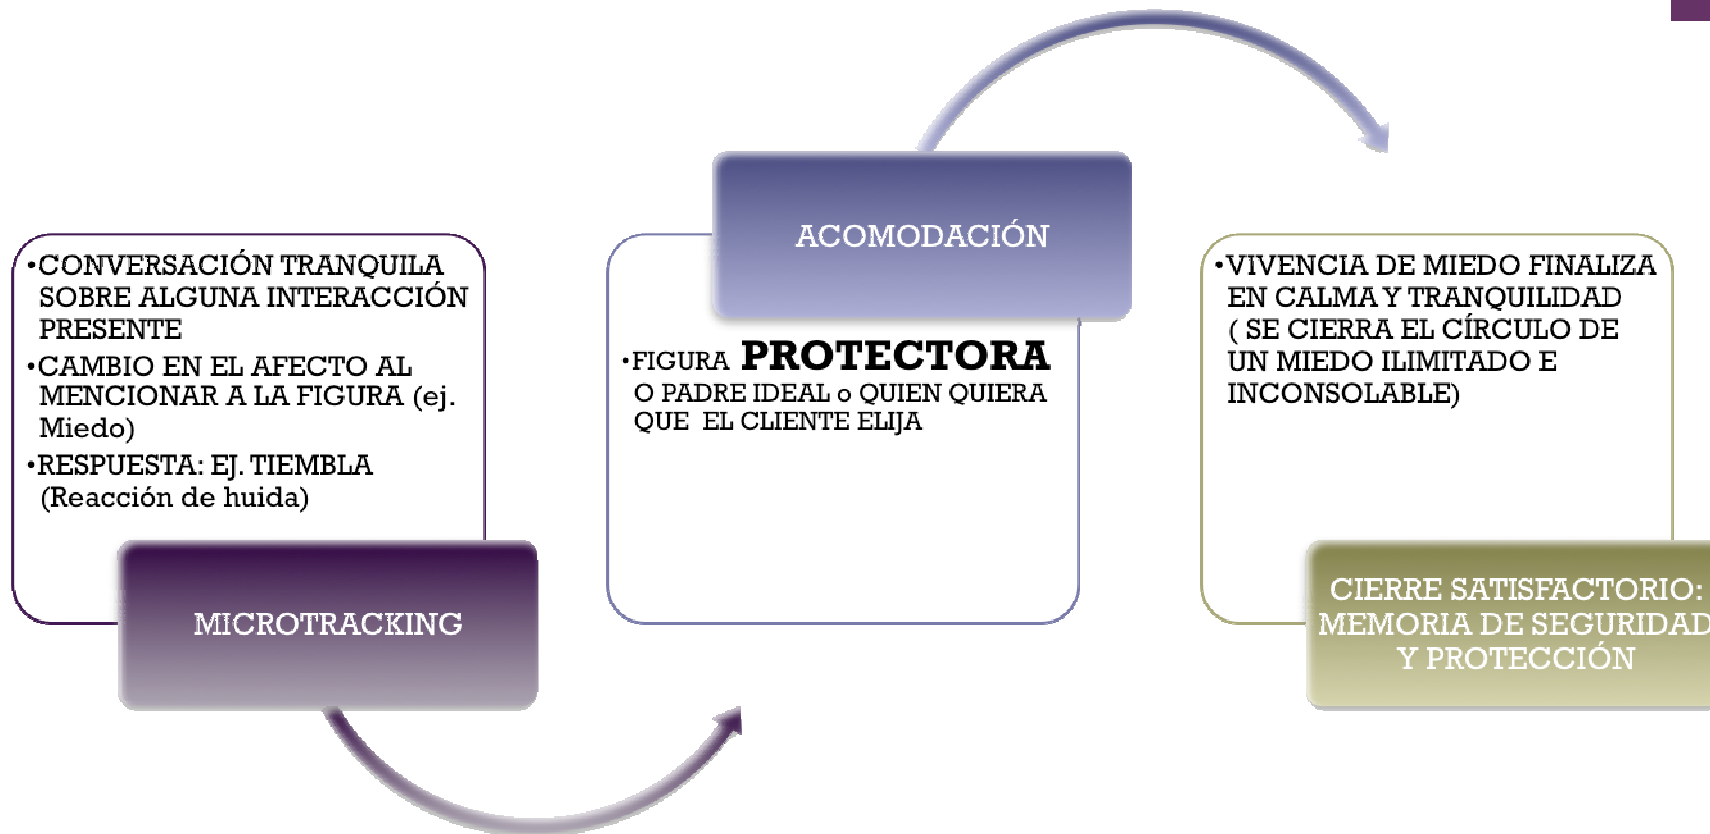 •CONVERSACIÓN TRANQUILA
SOBRE ALGUNA INTERACCIÓN
PRESENTE
•CAMBIO EN EL AFECTO AL
MENCIONAR A LA FIGURA (ej.
Miedo)
•RESPUESTA: EJ. TIEMBLA
(Reacción de huida)
MICROTRACKING
ACOMODACIÓN
•FIGURA PROTECTORA
O PADRE IDEAL o QUIEN QUIERA
QUE EL CLIENTE ELIJA
•VIVENCIA DE MIEDO FINALIZA
EN CALMA Y TRANQUILIDAD
( SE CIERRA EL CÍRCULO DE
UN MIEDO ILIMITADO E
INCONSOLABLE)
CIERRE SATISFACTORIO:
MEMORIA DE SEGURIDAD
Y PROTECCIÓN